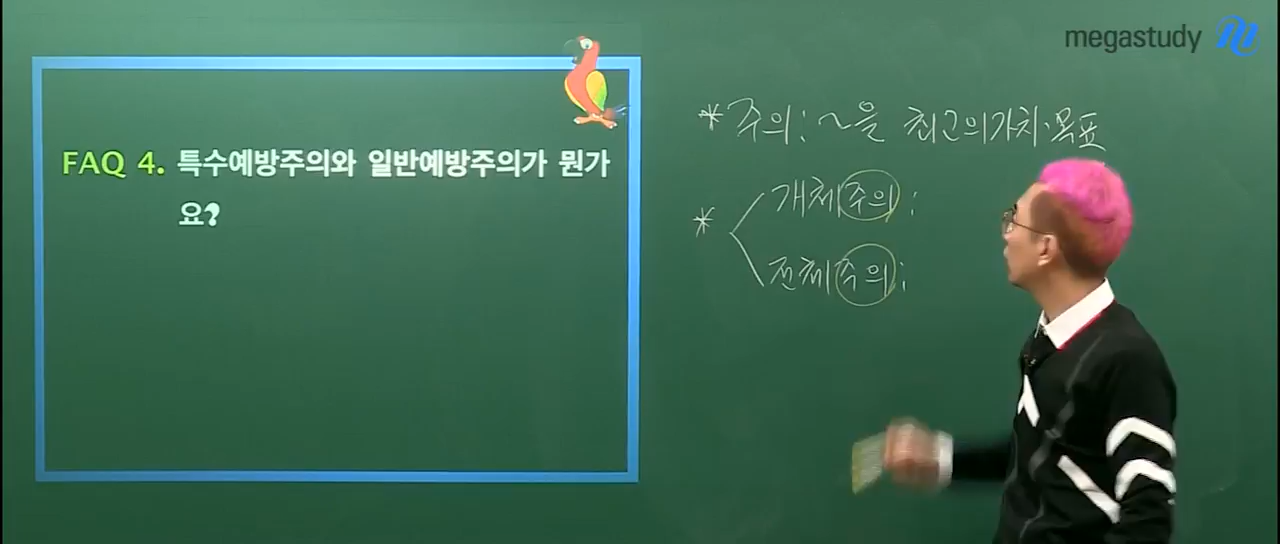 megastudy
FAQ 4. 특수예방주의와 일반예방주의가 뭔가
요?
* 주의: ~을 최고의 가치·목표
* 개체주의:
전체주의: